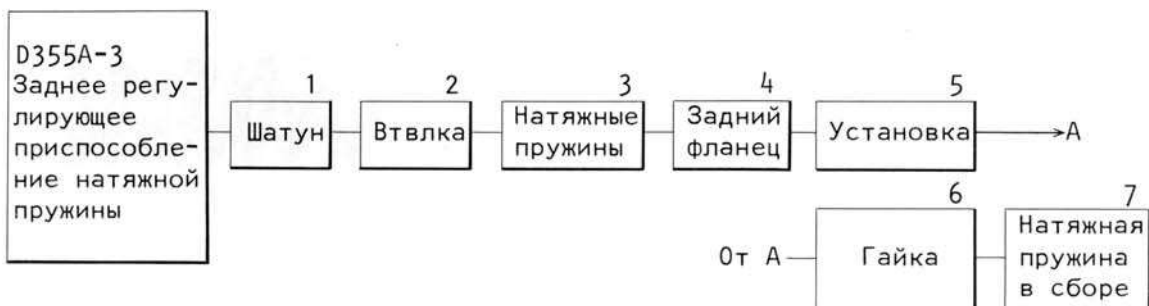 D355A-3
Заднее регу-
лирующее
приспособле-
ние натяжной
пружины
1
Шатун
2
Втвлка
3
Натяжные
пружины
4
Задний
фланец
5
Установка
А
От А
6
Гайка
7
Натяжная
пружина
в сборе